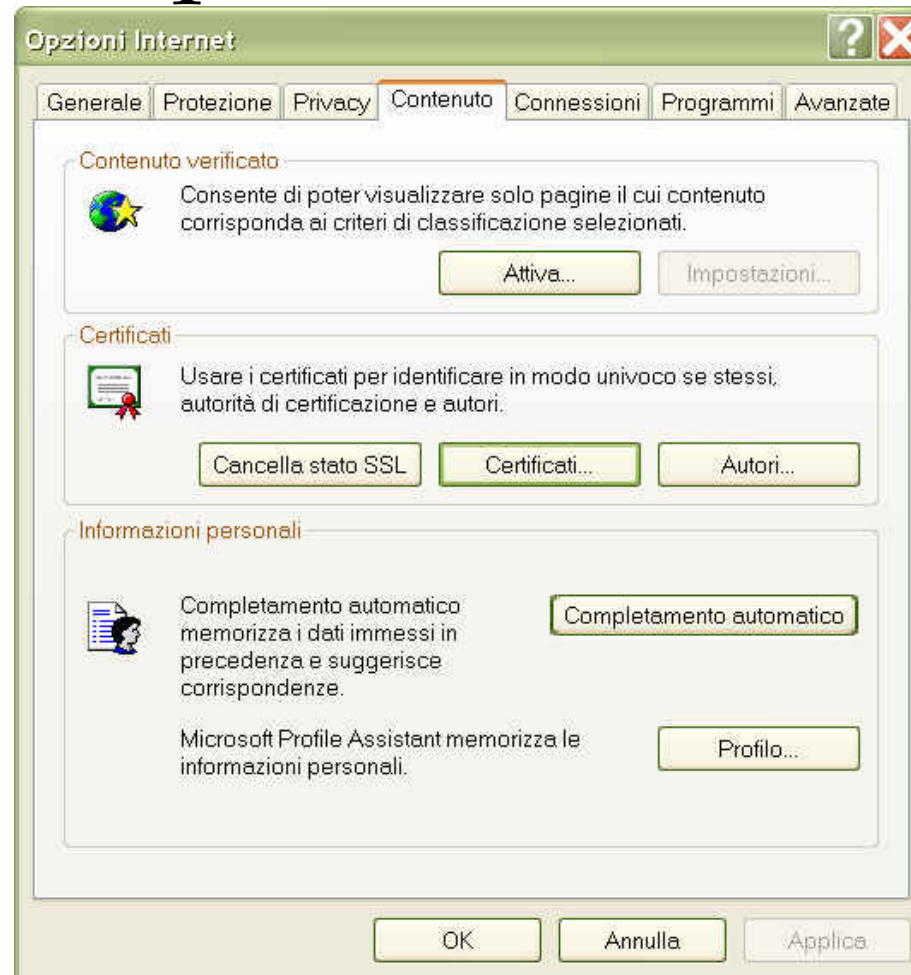 Opzioni Internet
Generale Protezione Privacy Contenuto Connessioni Programmi Avanzate
Contenuto verificato
Consente di poter visualizzare solo pagine il cui contenuto
corrisponda ai criteri di classificazione selezionati.
Attiva... Impostazioni...
Certificati
Usare i certificati per identificare in modo univoco se stessi,
autorità di certificazione e autori.
Cancella stato SSL Certificati... Autori...
Informazioni personali
Completamento automatico
memorizza i dati immessi in
precedenza e suggerisce
corrispondenze.
Completamento automatico
Microsoft Profile Assistant memorizza le
informazioni personali.
Profilo...
OK Annulla Applica